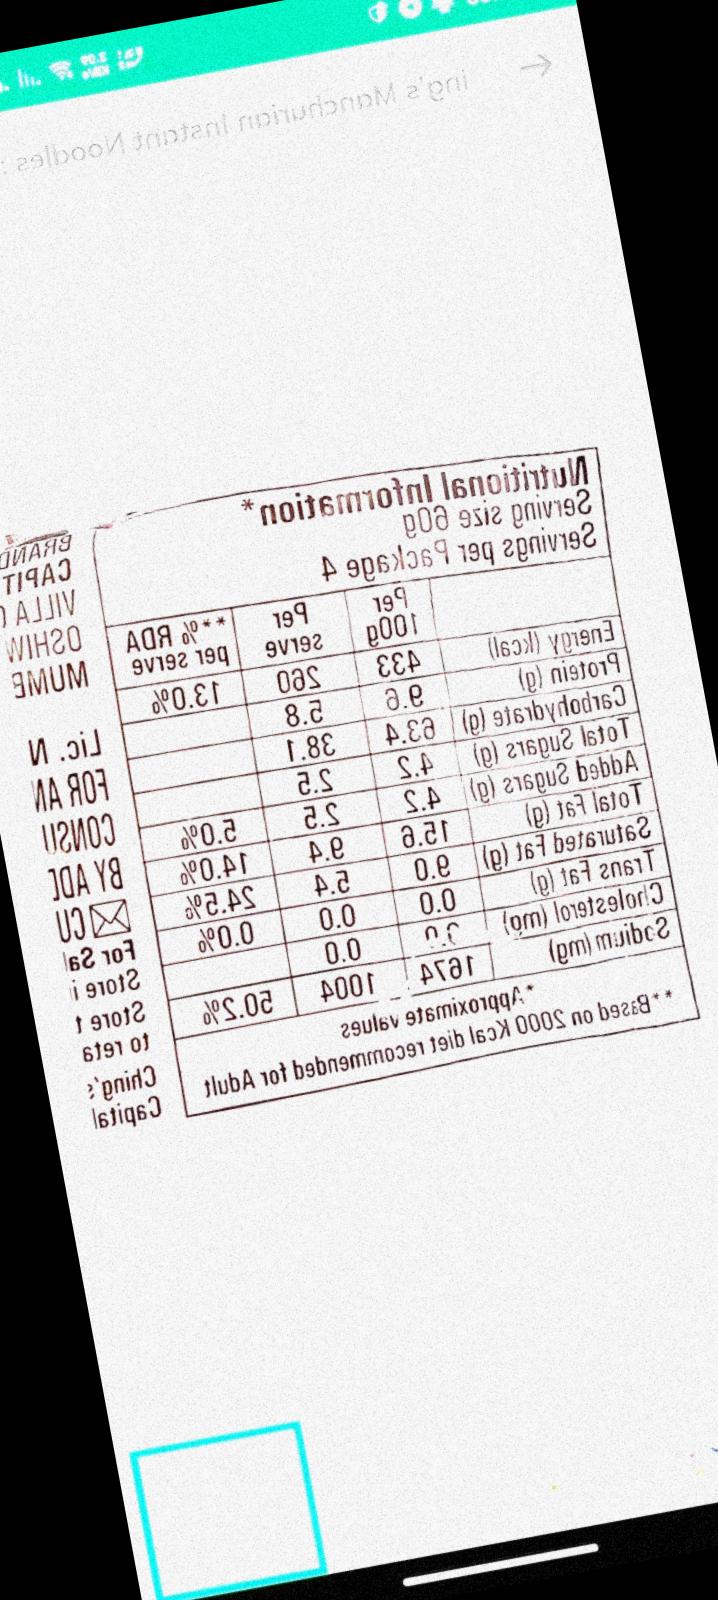 ing's Manchurian Instant Noodles
Nutritional Information*
Serving size 60g
Servings per Package 4
Per 100g Per serve **% RDA per serve
Energy (kcal) 433 260 13.0%
Protein (g) 9.6 5.8
Carbohydrate (g) 63.4 38.1
Total Sugars (g) 4.2 2.5
Added Sugars (g) 4.2 2.5 5.0%
Total Fat (g) 15.6 9.4 14.0%
Saturated Fat (g) 9.0 5.4 24.5%
Trans Fat (g) 0.0 0.0 0.0%
Cholesterol (mg) 0.0
Sodium (mg) 1674 1004 50.2%
*Approximate values
**Based on 2000 Kcal diet recommended for Adult
BRAND
CAPIT
VILLA
OSHIW
MUMB
Lic. N
FOR AN
CONSU
BY ADD
CU
For Sal
Store i
Store t
to reta
Ching's
Capital